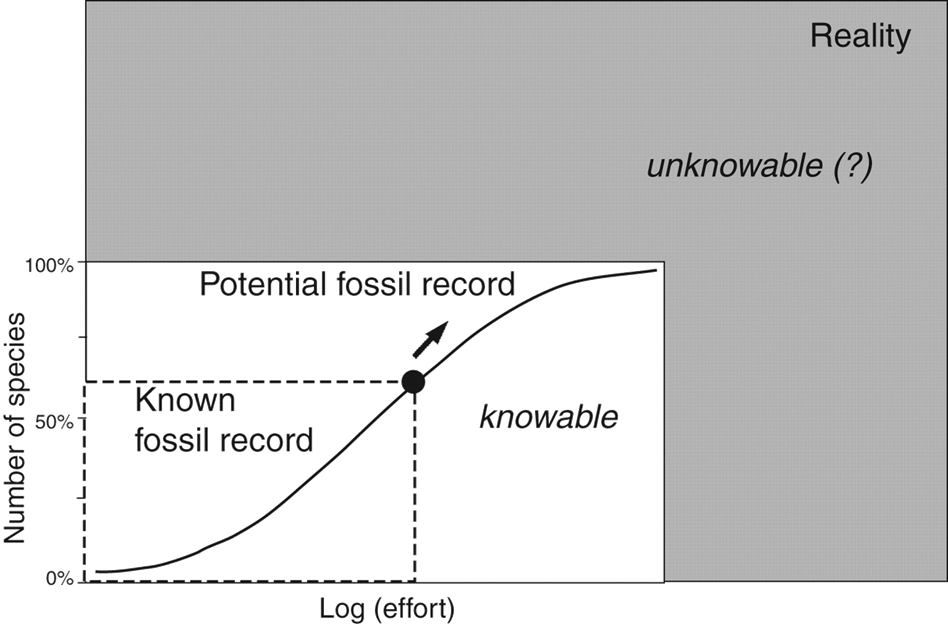 Reality
unknowable (?)
100%
Potential fossil record
Known
fossil record
50%
knowable
Number of species
0%
Log (effort)